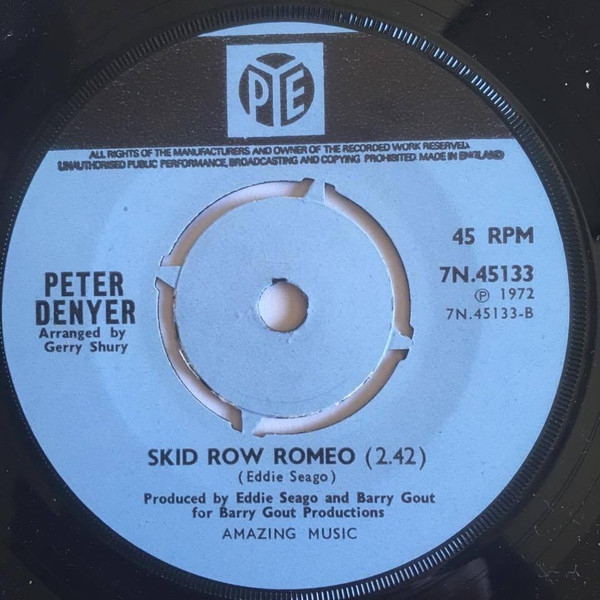 PYE
ALL RIGHTS OF THE MANUFACTURERS AND OWNER OF THE RECORDED WORK RESERVED.
UNAUTHORISED PUBLIC PERFORMANCE, BROADCASTING AND COPYING PROHIBITED. MADE IN ENGLAND
45 RPM
7N.45133
Ⓟ 1972
7N.45133-B
PETER
DENYER
Arranged by
Gerry Shury
SKID ROW ROMEO (2.42)
(Eddie Seago)
Produced by Eddie Seago and Barry Gout
for Barry Gout Productions
AMAZING MUSIC